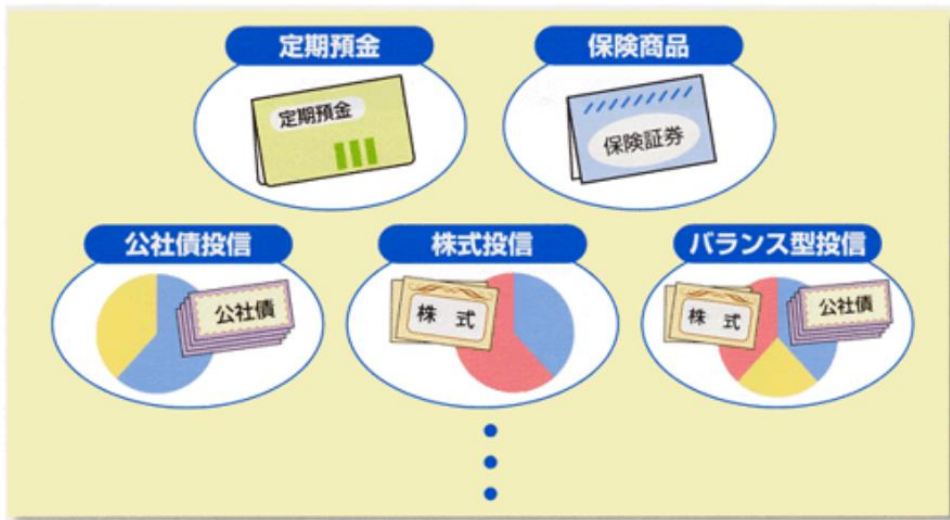 定期預金
保険商品
定期預金
保険証券
公社債投信
株式投信
バランス型投信
公社債
株 式
株 式
公社債